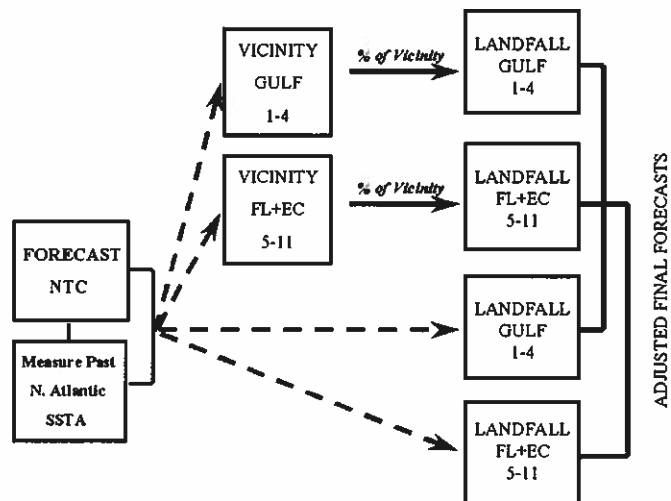 VICINITY
GULF
1-4
% of Vicinity
LANDFALL
GULF
1-4
VICINITY
FL+EC
5-11
% of Vicinity
LANDFALL
FL+EC
5-11
FORECAST
NTC
Measure Past
N. Atlantic
SSTA
LANDFALL
GULF
1-4
LANDFALL
FL+EC
5-11
ADJUSTED FINAL FORECASTS